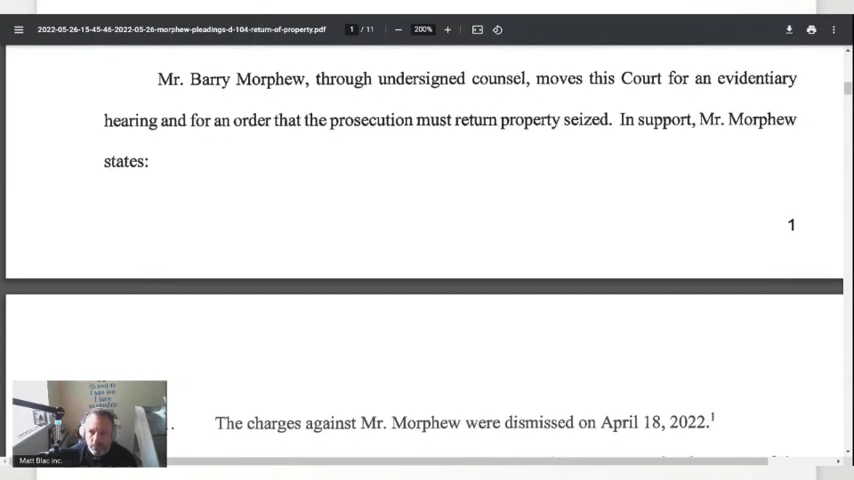 2022-05-26-15-45-46-2022-05-26-morphew-pleadings-d-104-return-of-property.pdf
1 / 11
200%
Mr. Barry Morphew, through undersigned counsel, moves this Court for an evidentiary
hearing and for an order that the prosecution must return property seized. In support, Mr. Morphew
states:
1
. The charges against Mr. Morphew were dismissed on April 18, 2022.1
Matt Blac inc.